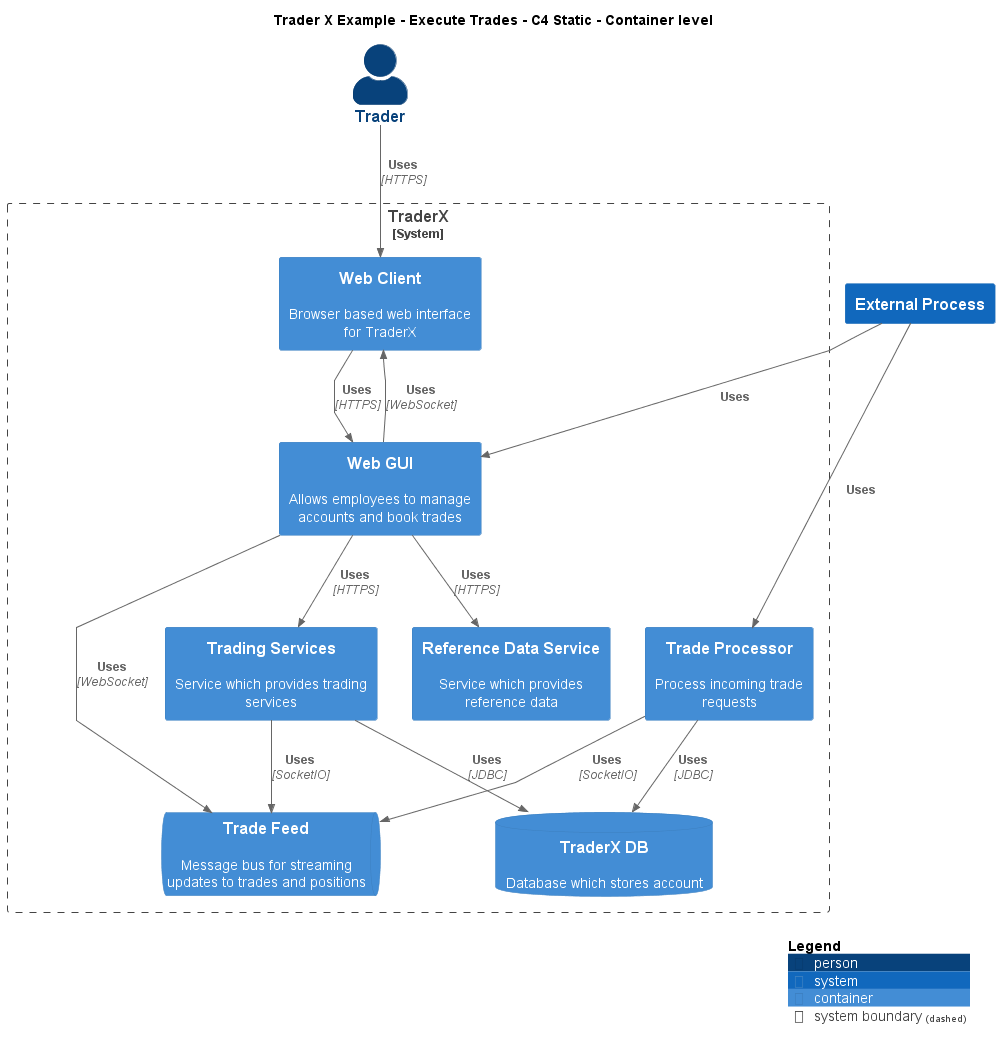 Trader X Example - Execute Trades - C4 Static - Container level
Trader
Uses
[HTTPS]
TraderX
[System]
Web Client
Browser based web interface
for TraderX
External Process
Uses
[HTTPS]
Uses
[WebSocket]
Uses
Web GUI
Allows employees to manage
accounts and book trades
Uses
Uses
[HTTPS]
Uses
[HTTPS]
Uses
[WebSocket]
Trading Services
Service which provides trading
services
Reference Data Service
Service which provides
reference data
Trade Processor
Process incoming trade
requests
Uses
[SocketIO]
Uses
[JDBC]
Uses
[SocketIO]
Uses
[JDBC]
Trade Feed
Message bus for streaming
updates to trades and positions
TraderX DB
Database which stores account
Legend
person
system
container
system boundary (dashed)